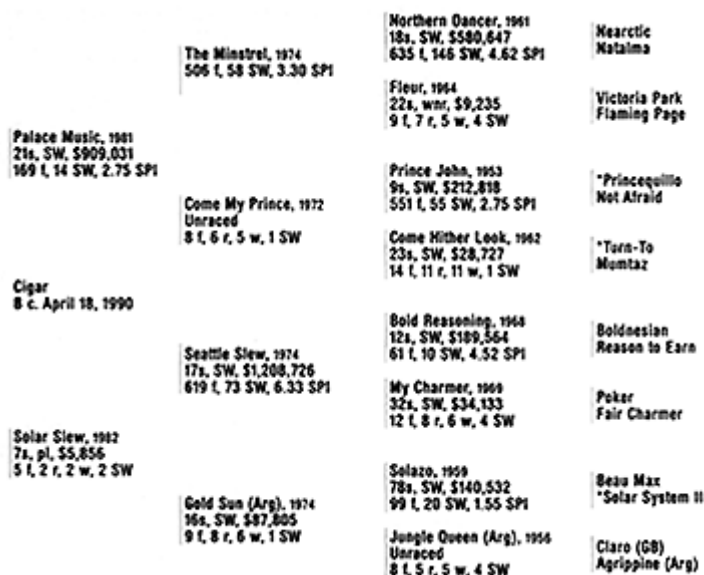 Palace Music, 1981
21s, SW, $909,031
169 f, 14 SW, 2.75 SPI
Cigar
B c. April 18, 1990
Solar Slew, 1982
7s, pl, $5,856
5 f, 2 r, 2 w, 2 SW
The Minstrel, 1974
506 f, 58 SW, 3.30 SPI
Come My Prince, 1972
Unraced
8 f, 6 r, 5 w, 1 SW
Seattle Slew, 1974
17s, SW, $1,208,726
619 f, 73 SW, 6.33 SPI
Gold Sun (Arg), 1974
16s, SW, $87,805
9 f, 8 r, 6 w, 1 SW
Northern Dancer, 1961
18s, SW, $580,647
635 f, 146 SW, 4.62 SPI
Fleur, 1964
22s, wnr, $9,235
9 f, 7 r, 5 w, 4 SW
Prince John, 1953
9s, SW, $212,818
551 f, 55 SW, 2.75 SPI
Come Hither Look, 1962
23s, SW, $28,727
14 f, 11 r, 11 w, 1 SW
Bold Reasoning, 1968
12s, SW, $189,564
61 f, 10 SW, 4.52 SPI
My Charmer, 1969
32s, SW, $34,133
12 f, 8 r, 6 w, 4 SW
Solazo, 1959
78s, SW, $140,532
99 f, 20 SW, 1.55 SPI
Jungle Queen (Arg), 1956
Unraced
8 f, 5 r, 5 w, 4 SW
Nearctic
Natalma
Victoria Park
Flaming Page
*Princequillo
Not Afraid
*Turn-To
Mumtaz
Boldnesian
Reason to Earn
Poker
Fair Charmer
Beau Max
*Solar System II
Claro (GB)
Agrippine (Arg)